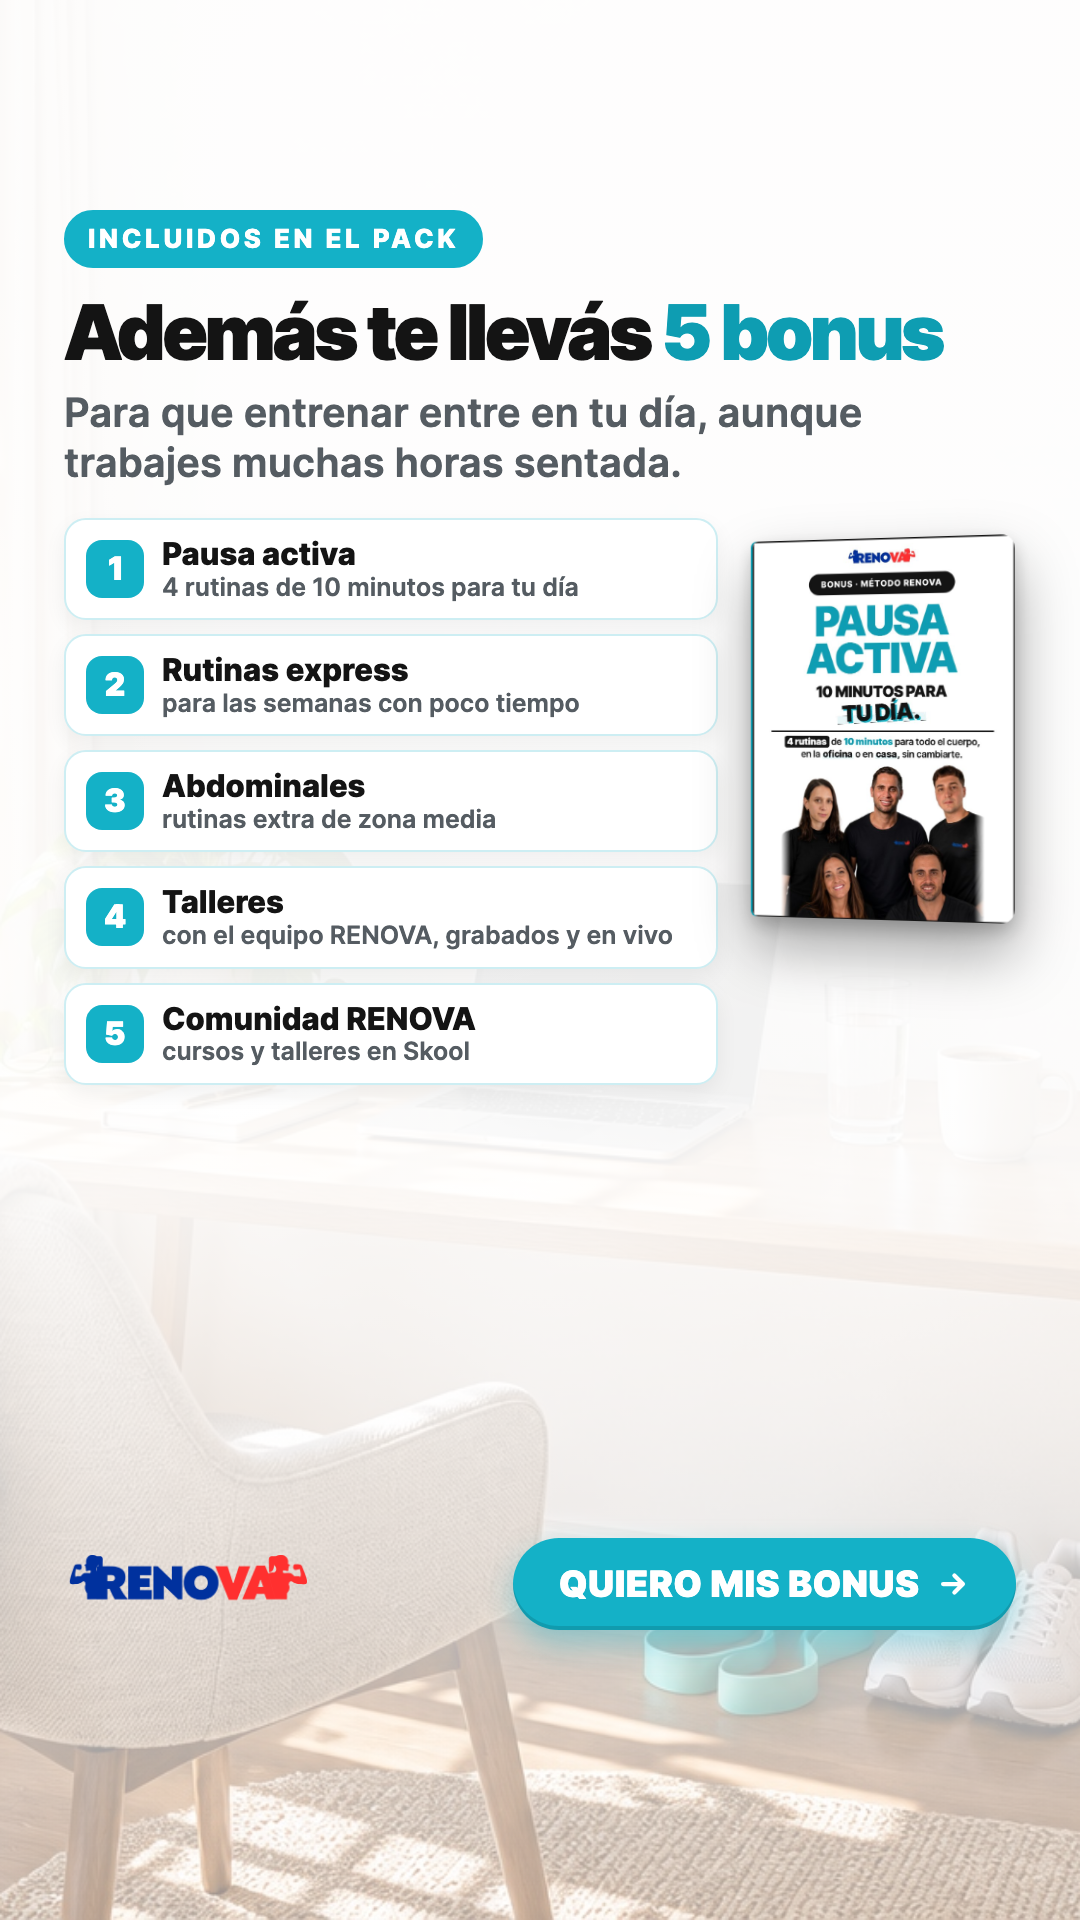 INCLUIDOS EN EL PACK
Además te llevás 5 bonus
Para que entrenar entre en tu día, aunque
trabajes muchas horas sentada.
1
Pausa activa
4 rutinas de 10 minutos para tu día
2
Rutinas express
para las semanas con poco tiempo
3
Abdominales
rutinas extra de zona media
4
Talleres
con el equipo RENOVA, grabados y en vivo
5
Comunidad RENOVA
cursos y talleres en Skool
RENOVA
BONUS · MÉTODO RENOVA
PAUSA
ACTIVA
10 MINUTOS PARA
TU DÍA.
4 rutinas de 10 minutos para todo el cuerpo,
en la oficina o en casa, sin cambiarte.
RENOVA
QUIERO MIS BONUS →